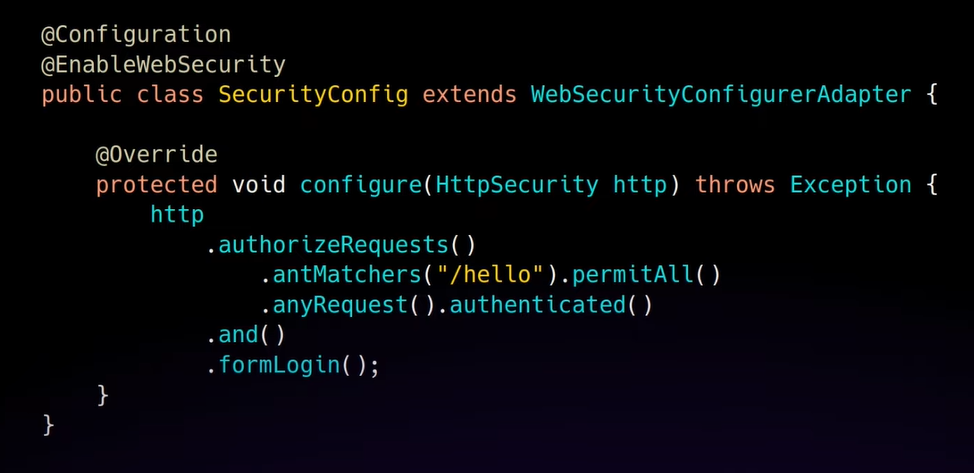 @Configuration
@EnableWebSecurity
public class SecurityConfig extends WebSecurityConfigurerAdapter {
@Override
protected void configure(HttpSecurity http) throws Exception {
http
.authorizeRequests()
.antMatchers("/hello").permitAll()
.anyRequest().authenticated()
.and()
.formLogin();
}
}